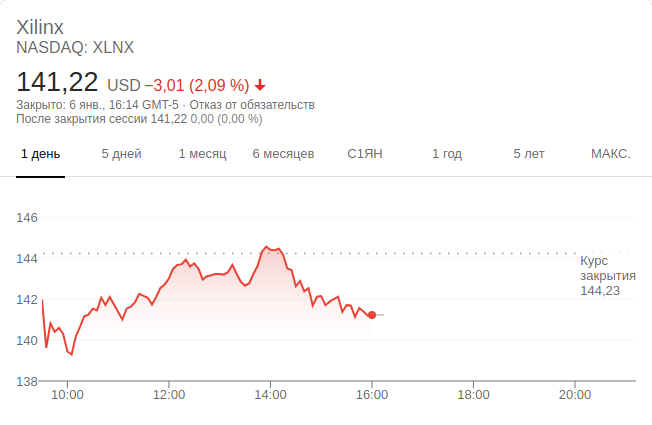 Xilinx
NASDAQ: XLNX
141,22 USD −3,01 (2,09 %)
Закрыто: 6 янв., 16:14 GMT-5 · Отказ от обязательств
После закрытия сессии 141,22 0,00 (0,00 %)
1 день 5 дней 1 месяц 6 месяцев С1ЯН 1 год 5 лет МАКС.
146
144
142
140
138
Курс
закрытия
144,23
10:00 12:00 14:00 16:00 18:00 20:00